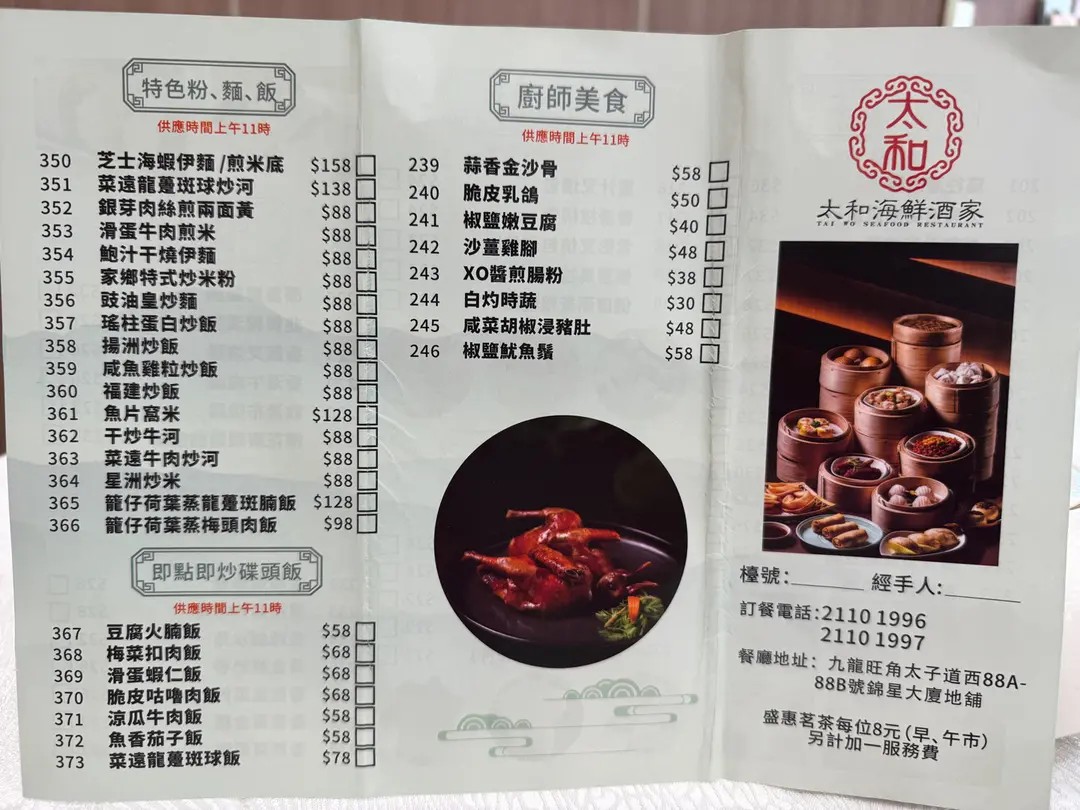 特色粉、麵、飯
供應時間上午11時
350 芝士海蝦伊麵/煎米底 $158
351 菜遠龍躉斑球炒河 $138
352 銀芽肉絲煎兩面黃 $88
353 滑蛋牛肉煎米 $88
354 鮑汁干燒伊麵 $88
355 家鄉特式炒米粉 $88
356 豉油皇炒麵 $88
357 瑤柱蛋白炒飯 $88
358 揚洲炒飯 $88
359 咸魚雞粒炒飯 $88
360 福建炒飯 $88
361 魚片窩米 $128
362 干炒牛河 $88
363 菜遠牛肉炒河 $88
364 星洲炒米 $88
365 籠仔荷葉蒸龍躉斑腩飯 $128
366 籠仔荷葉蒸梅頭肉飯 $98
即點即炒碟頭飯
供應時間上午11時
367 豆腐火腩飯 $58
368 梅菜扣肉飯 $68
369 滑蛋蝦仁飯 $68
370 脆皮咕嚕肉飯 $68
371 涼瓜牛肉飯 $58
372 魚香茄子飯 $58
373 菜遠龍躉斑球飯 $78
廚師美食
供應時間上午11時
239 蒜香金沙骨 $58
240 脆皮乳鴿 $50
241 椒鹽嫩豆腐 $40
242 沙薑雞腳 $48
243 XO醬煎腸粉 $38
244 白灼時蔬 $30
245 咸菜胡椒浸豬肚 $48
246 椒鹽魷魚鬚 $58
太和
太和海鮮酒家
TAI WO SEAFOOD RESTAURANT
檯號:______ 經手人:______
訂餐電話:2110 1996
2110 1997
餐廳地址: 九龍旺角太子道西88A-
88B號錦星大廈地舖
盛惠茗茶每位8元(早、午市)
另計加一服務費